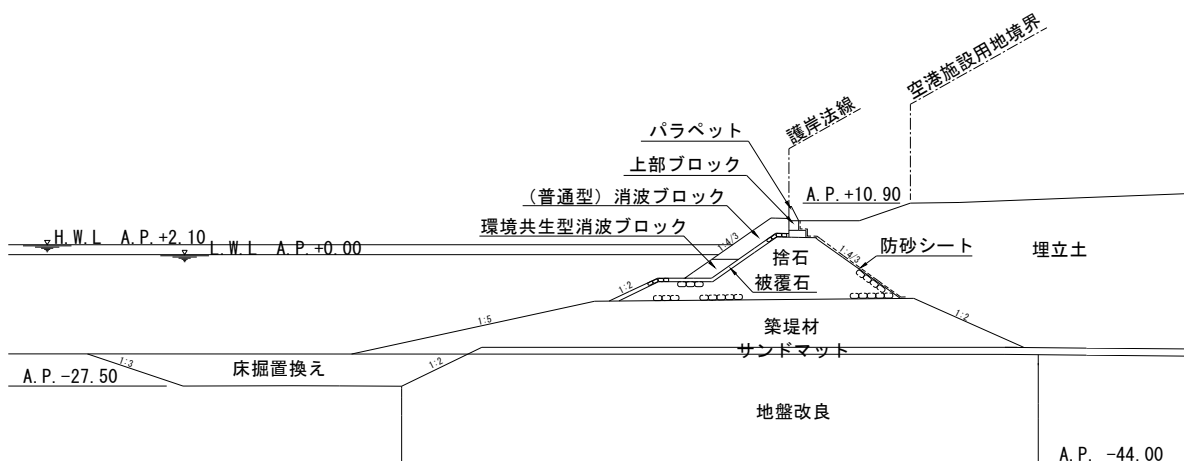 空港施設用地境界
護岸法線
パラペット
上部ブロック
A.P.+10.90
(普通型)消波ブロック
環境共生型消波ブロック
H.W.L A.P.+2.10
L.W.L A.P.+0.00
1:4/3
1:4/3
防砂シート
捨石
埋立土
被覆石
1:2
1:5
1:2
築堤材
サンドマット
1:3
床掘置換え
1:2
A.P.-27.50
地盤改良
A.P. -44.00